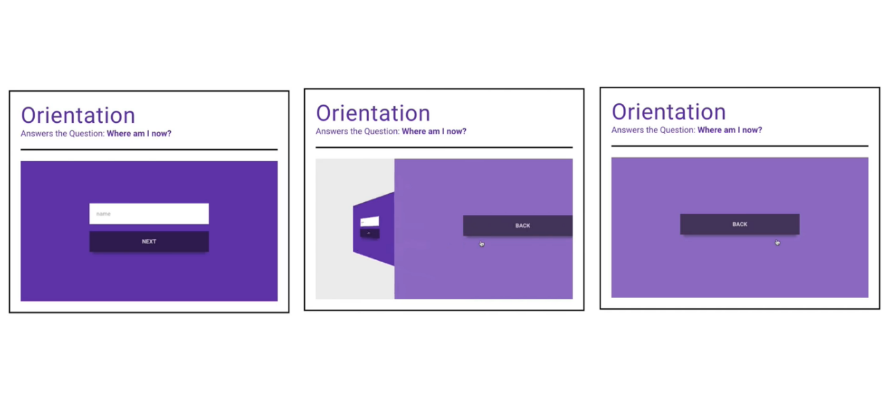 Orientation
Answers the Question: Where am I now?
name
NEXT
Orientation
Answers the Question: Where am I now?
BACK
Orientation
Answers the Question: Where am I now?
BACK